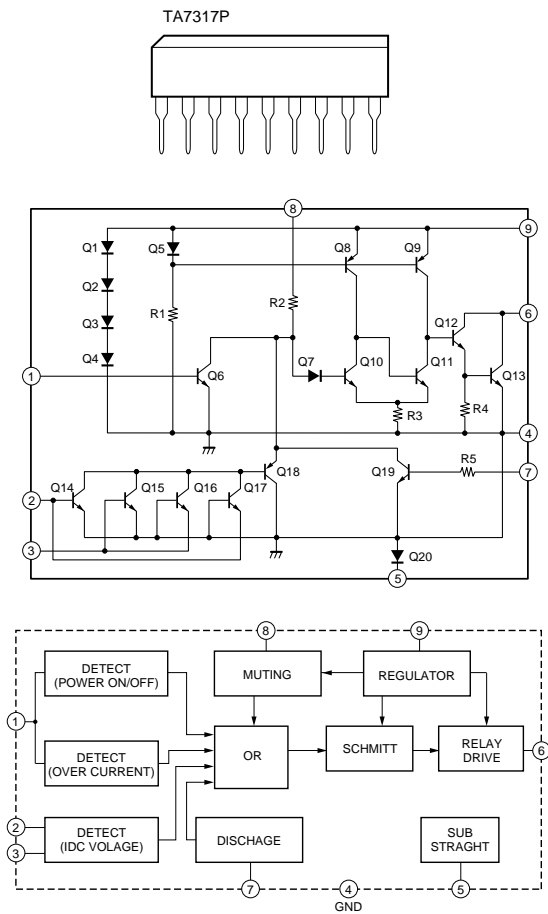 TA7317P
8
9
Q1
Q5
Q8
Q9
Q2
R1
R2
Q3
Q12
6
Q4
Q7
Q10
Q11
Q13
1
Q6
R3
R4
4
Q14
Q15
Q16
Q17
Q18
Q19
R5
7
2
3
Q20
5
8
9
DETECT
(POWER ON/OFF)
MUTING
REGULATOR
1
DETECT
(OVER CURRENT)
OR
SCHMITT
RELAY
DRIVE
6
2
3
DETECT
(IDC VOLAGE)
DISCHAGE
SUB
STRAGHT
7
4
5
GND